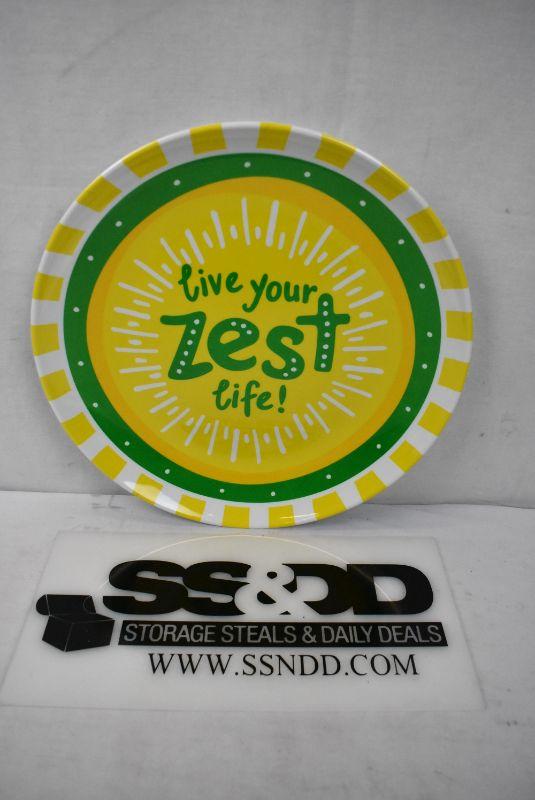 live your
zest
life!
SS&DD
STORAGE STEALS & DAILY DEALS
WWW.SSNDD.COM